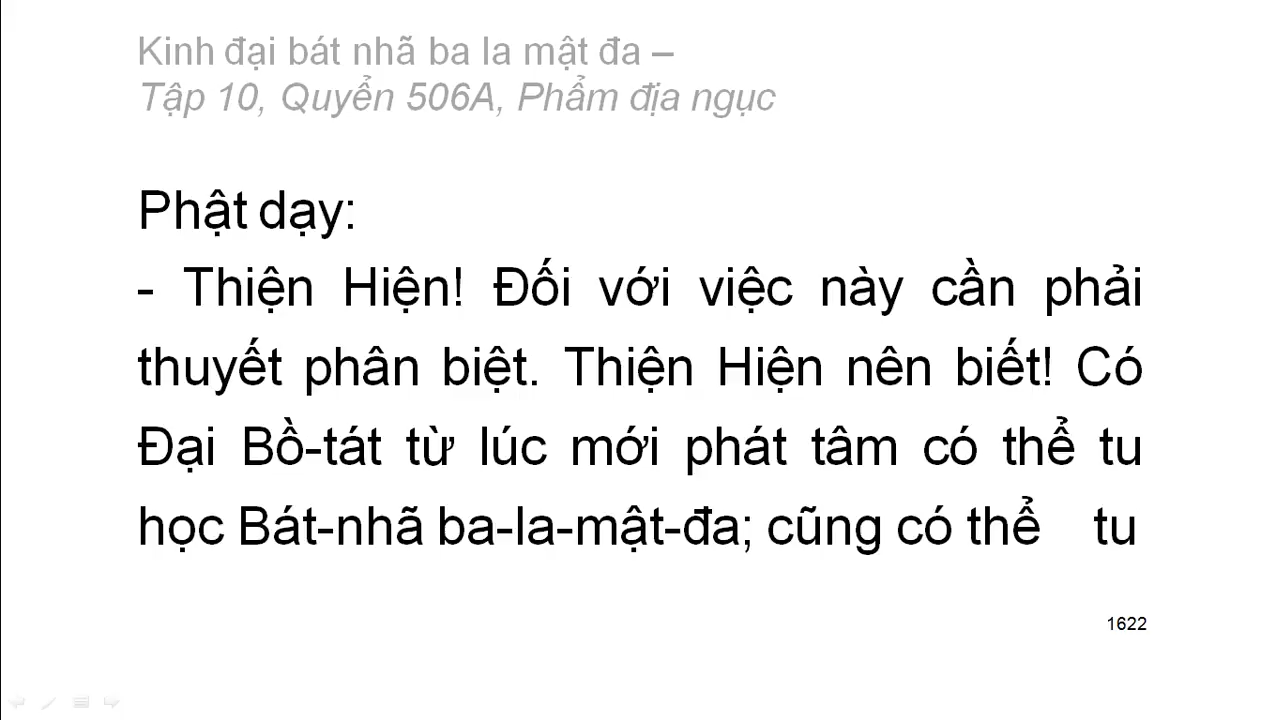 Kinh đại bát nhã ba la mật đa –
Tập 10, Quyển 506A, Phẩm địa ngục
Phật dạy:
- Thiện Hiện! Đối với việc này cần phải
thuyết phân biệt. Thiện Hiện nên biết! Có
Đại Bồ-tát từ lúc mới phát tâm có thể tu
học Bát-nhã ba-la-mật-đa; cũng có thể tu
1622